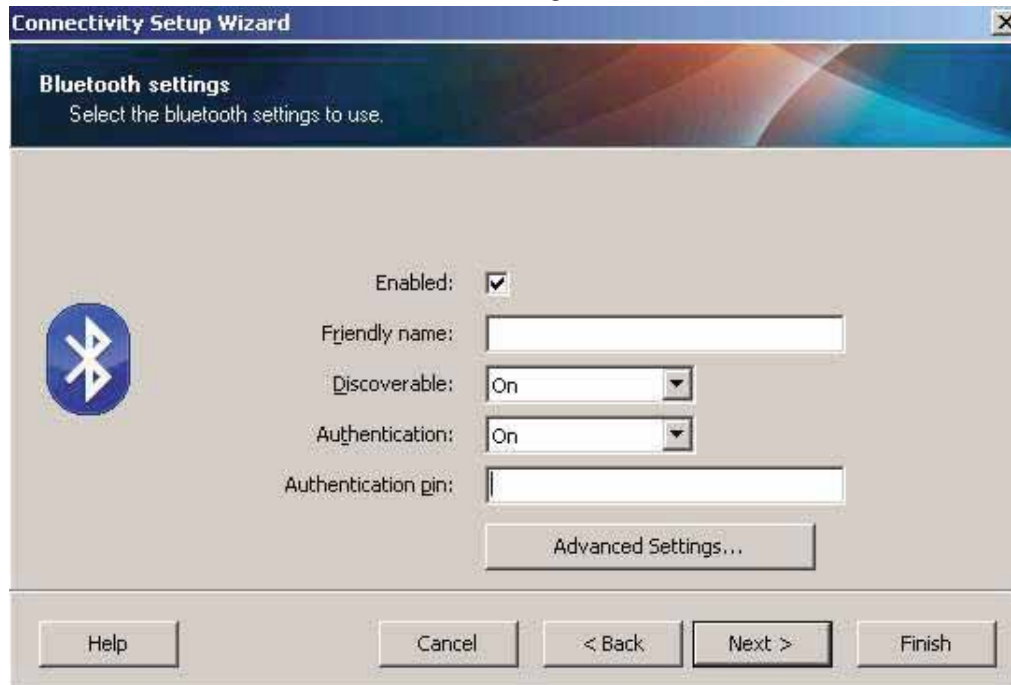 Connectivity Setup Wizard
Bluetooth settings
Select the bluetooth settings to use.
Enabled:
Friendly name:
Discoverable: On
Authentication: On
Authentication pin:
Advanced Settings...
Help Cancel < Back Next > Finish